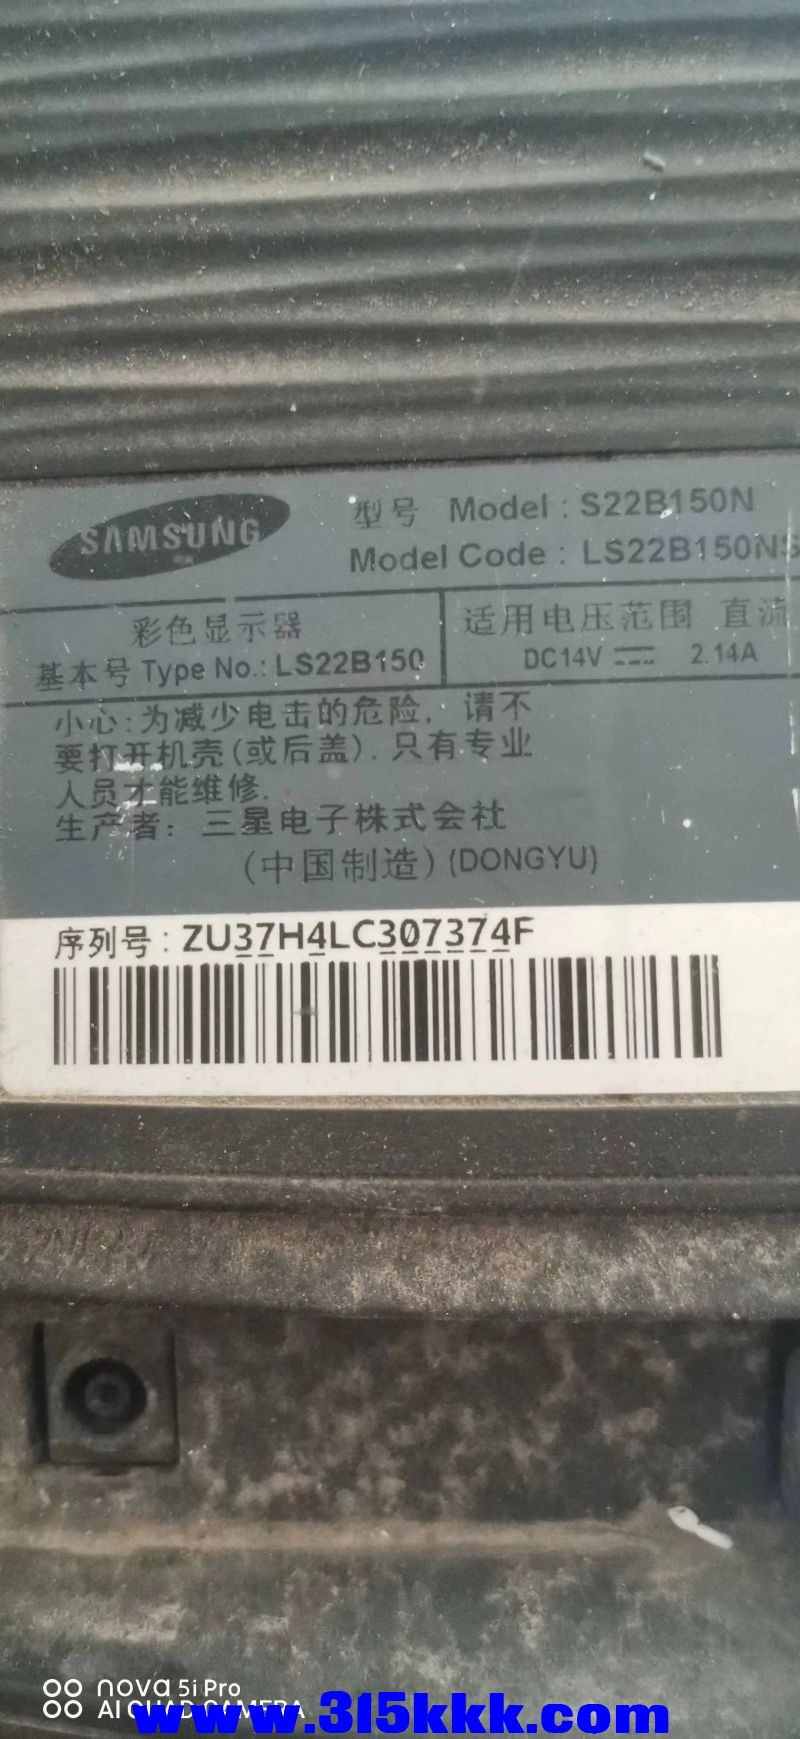 SAMSUNG
型号 Model : S22B150N
Model Code : LS22B150NS
彩色显示器
基本号 Type No.: LS22B150
适用电压范围 直流
DC14V 2.14A
小心:为减少电击的危险, 请不
要打开机壳(或后盖). 只有专业
人员才能维修.
生产者: 三星电子株式会社
(中国制造) (DONGYU)
序列号: ZU37H4LC307374F
nova 5i Pro
AI QUAD CAMERA
www.315kkk.com